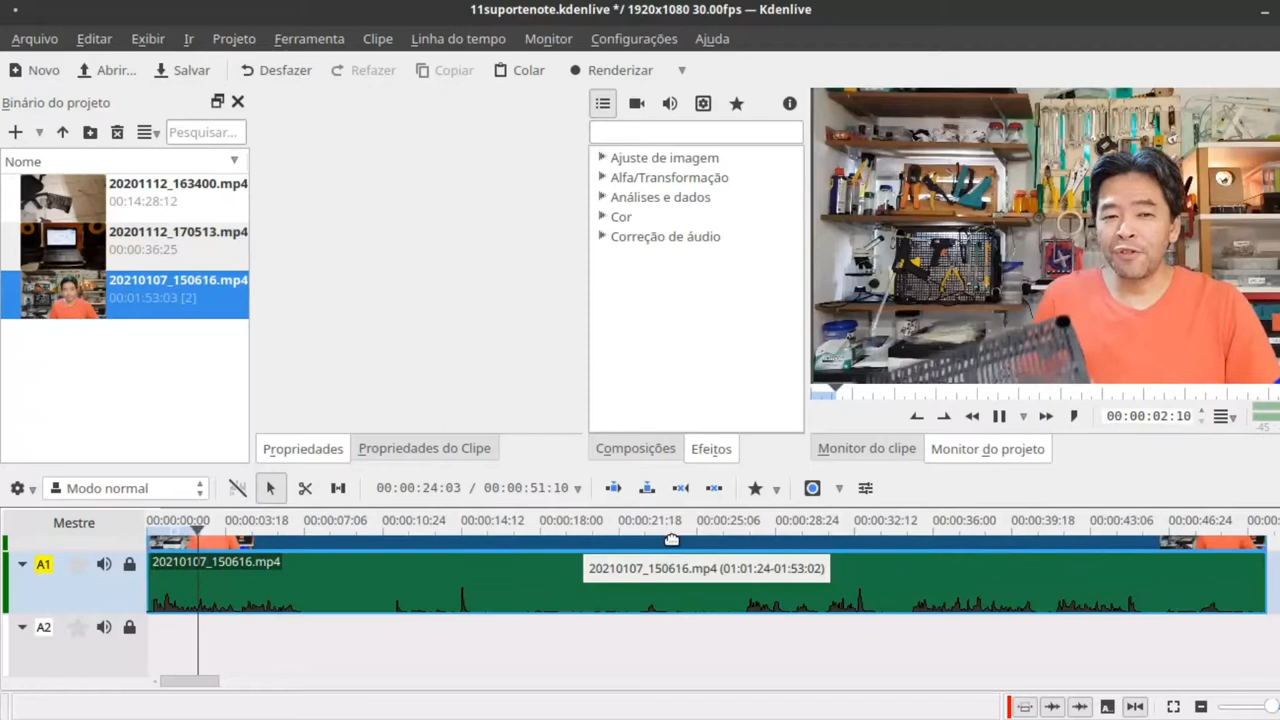 11suportenote.kdenlive */ 1920x1080 30.00fps — Kdenlive
Arquivo Editar Exibir Ir Projeto Ferramenta Clipe Linha do tempo Monitor Configurações Ajuda
Novo Abrir... Salvar Desfazer Refazer Copiar Colar Renderizar
Binário do projeto
Pesquisar...
Nome
20201112_163400.mp4
00:14:28:12
20201112_170513.mp4
00:00:36:25
20210107_150616.mp4
00:01:53:03 [2]
Ajuste de imagem
Alfa/Transformação
Análises e dados
Cor
Correção de áudio
00:00:02:10
-45
Propriedades Propriedades do Clipe Composições Efeitos Monitor do clipe Monitor do projeto
Modo normal 00:00:24:03 / 00:00:51:10
Mestre
00:00:00:00 00:00:03:18 00:00:07:06 00:00:10:24 00:00:14:12 00:00:18:00 00:00:21:18 00:00:25:06 00:00:28:24 00:00:32:12 00:00:36:00 00:00:39:18 00:00:43:06 00:00:46:24 00:00:
A1 20210107_150616.mp4
20210107_150616.mp4 (01:01:24-01:53:02)
A2